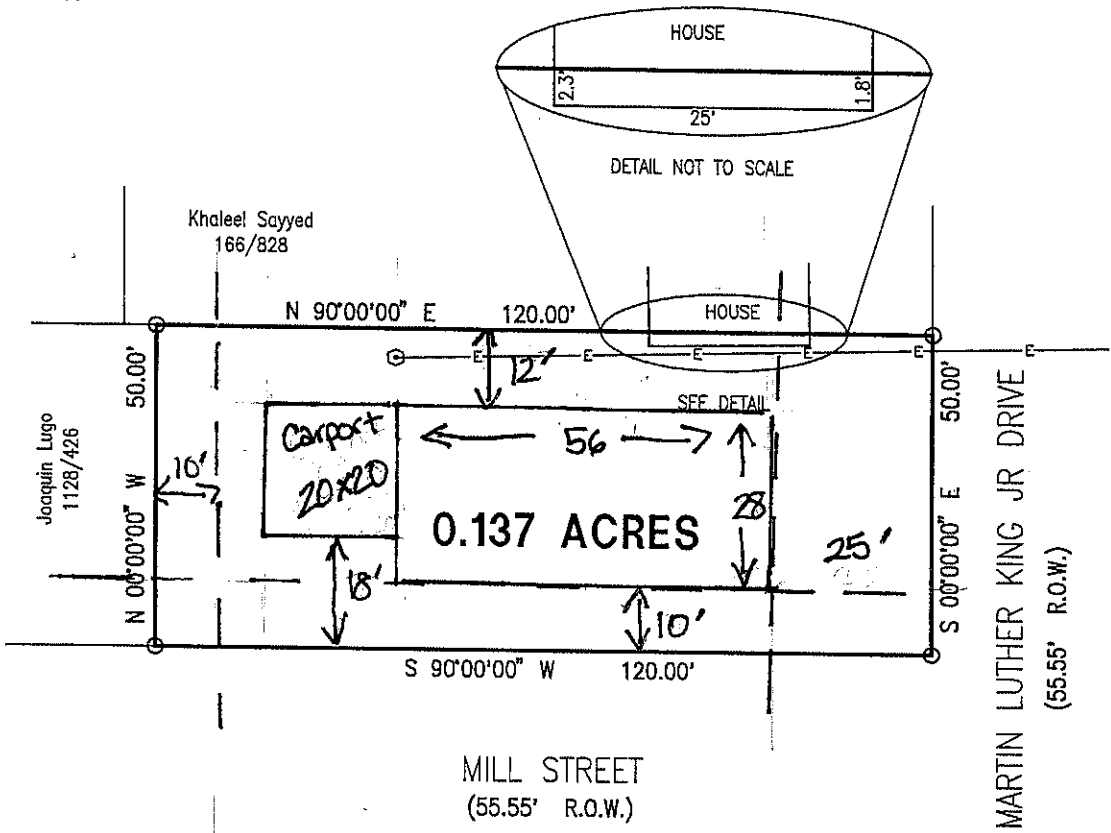 HOUSE
2.3'
1.8'
25'
DETAIL NOT TO SCALE
Khaleel Sayyed
166/828
N 90°00'00" E 120.00'
HOUSE
E E E E E E
12'
SEE DETAIL
Joaquin Lugo
1128/426
N 00°00'00" W 50.00'
10'
Carport
20x20
56
28
0.137 ACRES
25'
S 00°00'00" E 50.00'
18'
10'
S 90°00'00" W 120.00'
MARTIN LUTHER KING JR DRIVE
(55.55' R.O.W.)
MILL STREET
(55.55' R.O.W.)